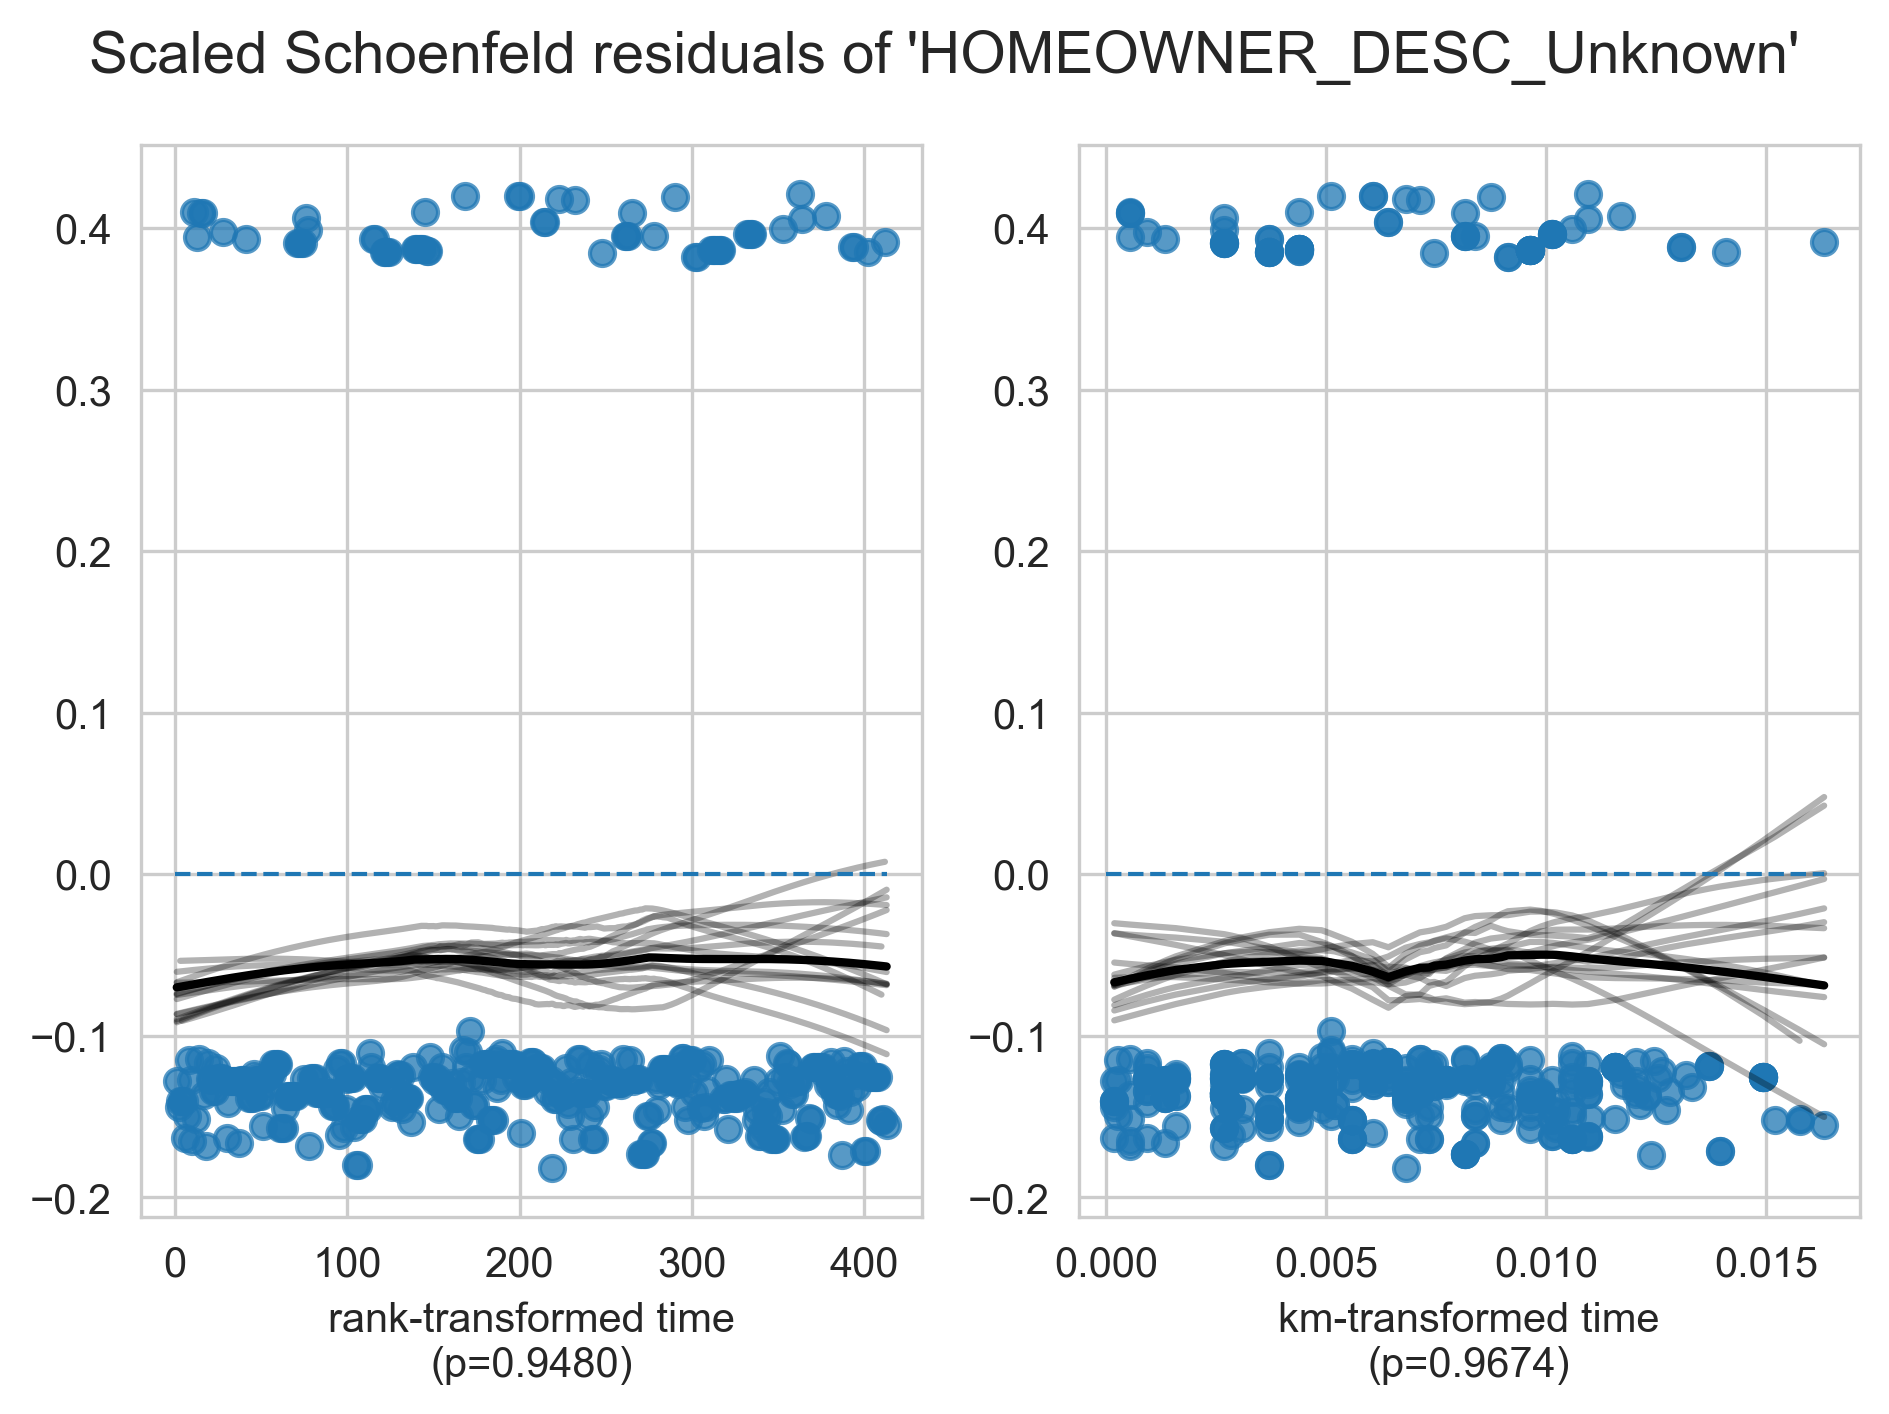 Scaled Schoenfeld residuals of 'HOMEOWNER_DESC_Unknown'
0.4
0.3
0.2
0.1
0.0
−0.1
−0.2
0 100 200 300 400
rank-transformed time
(p=0.9480)
0.4
0.3
0.2
0.1
0.0
−0.1
−0.2
0.000 0.005 0.010 0.015
km-transformed time
(p=0.9674)